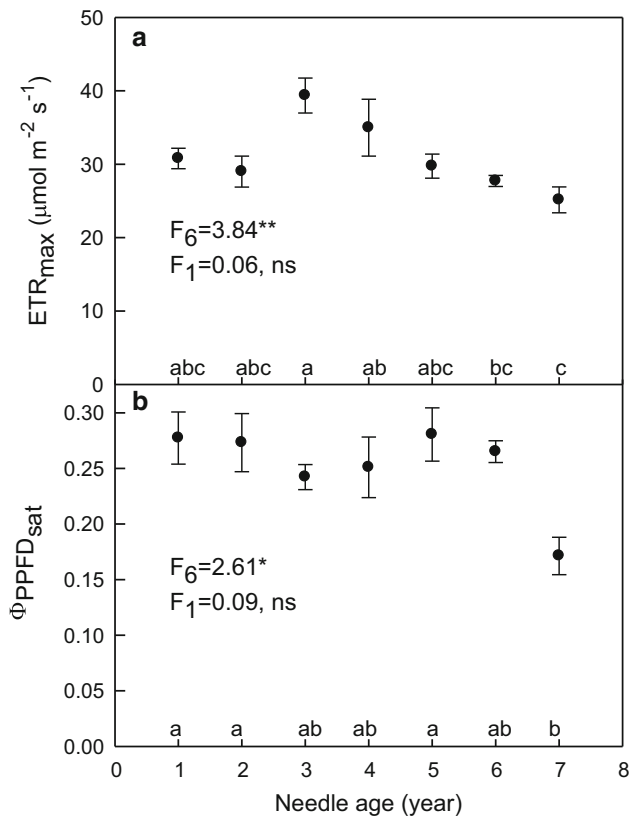 a
50
40
30
20
10
0
ETRmax (μmol m-2 s-1)
F6=3.84**
F1=0.06, ns
abc abc a ab abc bc c
b
0.30
0.25
0.20
0.15
0.10
0.05
0.00
ΦPPFDsat
F6=2.61*
F1=0.09, ns
a a ab ab a ab b
0 1 2 3 4 5 6 7 8
Needle age (year)